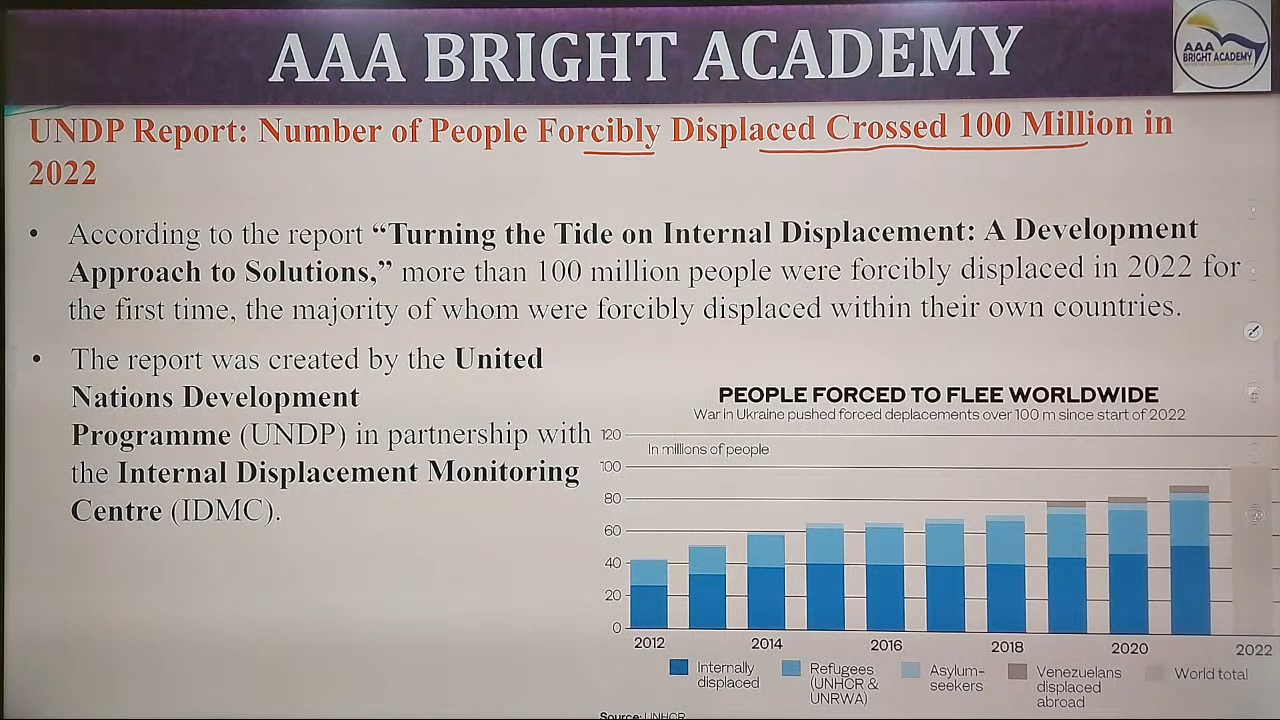 AAA BRIGHT ACADEMY
AAA
BRIGHT ACADEMY
UNDP Report: Number of People Forcibly Displaced Crossed 100 Million in
2022
• According to the report “Turning the Tide on Internal Displacement: A Development
Approach to Solutions,” more than 100 million people were forcibly displaced in 2022 for
the first time, the majority of whom were forcibly displaced within their own countries.
• The report was created by the United
Nations Development
Programme (UNDP) in partnership with
the Internal Displacement Monitoring
Centre (IDMC).
PEOPLE FORCED TO FLEE WORLDWIDE
War in Ukraine pushed forced deplacements over 100 m since start of 2022
In millions of people
120
100
80
60
40
20
0
2012 2014 2016 2018 2020 2022
Internally displaced
Refugees (UNHCR & UNRWA)
Asylum-seekers
Venezuelans displaced abroad
World total
Source: UNHCR